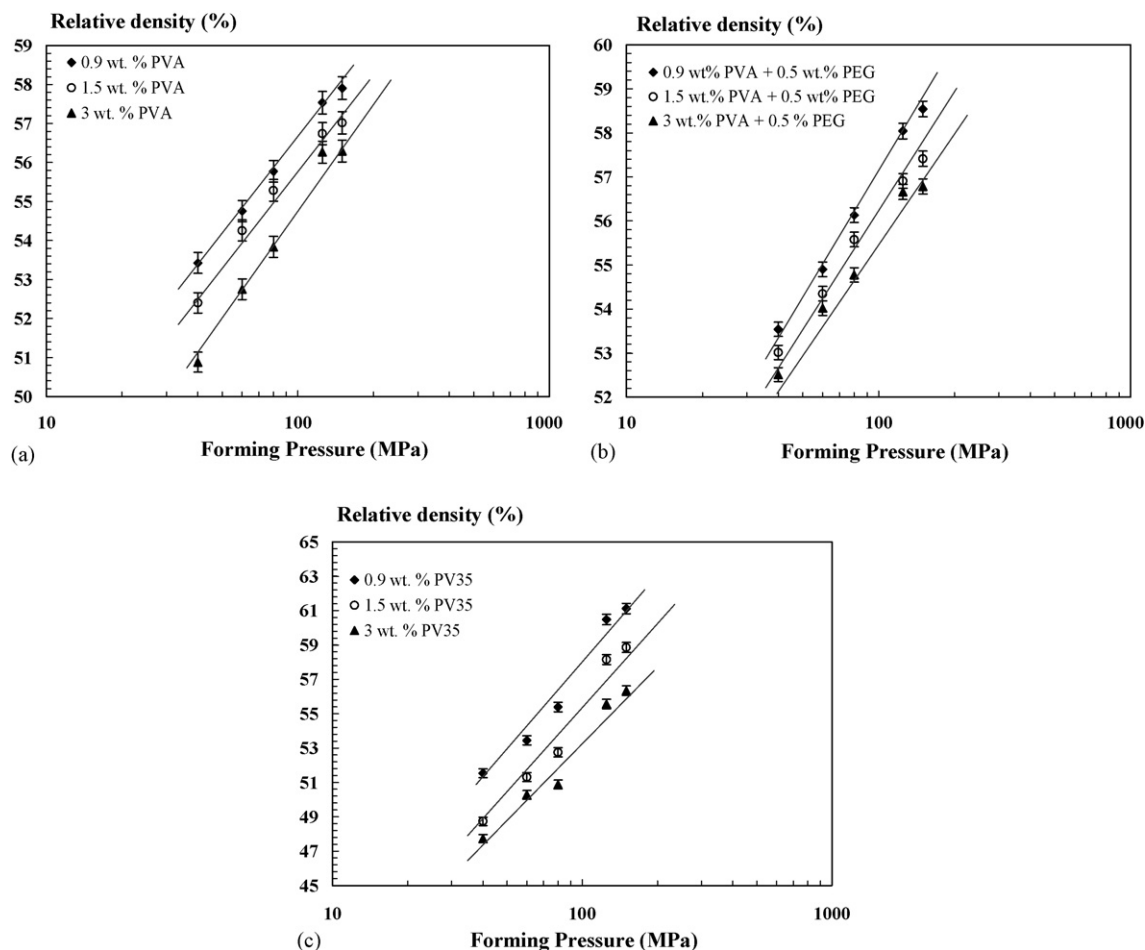 Relative density (%)
59
58
57
56
55
54
53
52
51
50
◆ 0.9 wt. % PVA
○ 1.5 wt. % PVA
▲ 3 wt. % PVA
10 100 1000
Forming Pressure (MPa)
(a)
Relative density (%)
60
59
58
57
56
55
54
53
52
◆ 0.9 wt% PVA + 0.5 wt.% PEG
○ 1.5 wt.% PVA + 0.5 wt% PEG
▲ 3 wt.% PVA + 0.5 % PEG
10 100 1000
Forming Pressure (MPa)
(b)
Relative density (%)
65
63
61
59
57
55
53
51
49
47
45
◆ 0.9 wt. % PV35
○ 1.5 wt. % PV35
▲ 3 wt. % PV35
10 100 1000
Forming Pressure (MPa)
(c)